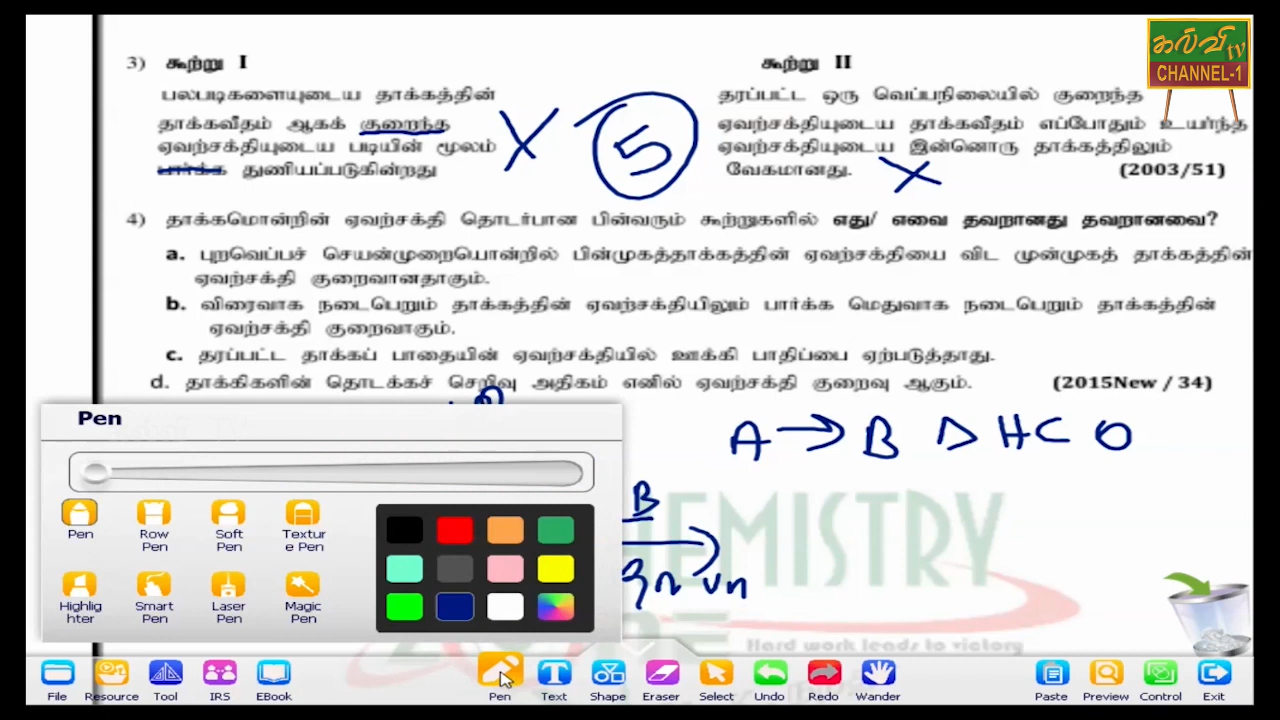 கல்வி tv
CHANNEL-1
3) கூற்று I
கூற்று II
பலபடிகளையுடைய தாக்கத்தின்
தாக்கவீதம் ஆகக் குறைந்த
ஏவற்சக்தியுடைய படியின் மூலம்
பார்க்க துணியப்படுகின்றது
தரப்பட்ட ஒரு வெப்பநிலையில் குறைந்த
ஏவற்சக்தியுடைய தாக்கவீதம் எப்போதும் உயர்ந்த
ஏவற்சக்தியுடைய இன்னொரு தாக்கத்திலும்
வேகமானது. (2003/51)
X
5
X
4) தாக்கமொன்றின் ஏவற்சக்தி தொடர்பான பின்வரும் கூற்றுகளில் எது/ எவை தவறானது தவறானவை?
a. புறவெப்பச் செயன்முறையொன்றில் பின்முகத்தாக்கத்தின் ஏவற்சக்தியை விட முன்முகத் தாக்கத்தின்
ஏவற்சக்தி குறைவானதாகும்.
b. விரைவாக நடைபெறும் தாக்கத்தின் ஏவற்சக்தியிலும் பார்க்க மெதுவாக நடைபெறும் தாக்கத்தின்
ஏவற்சக்தி குறைவாகும்.
c. தரப்பட்ட தாக்கப் பாதையின் ஏவற்சக்தியில் ஊக்கி பாதிப்பை ஏற்படுத்தாது.
d. தாக்கிகளின் தொடக்கச் செறிவு அதிகம் எனில் ஏவற்சக்தி குறைவு ஆகும். (2015New / 34)
A → B Δ H < 0
B
CHEMISTRY
Hard work leads to victory
Pen
Pen
Row Pen
Soft Pen
Textur e Pen
Highlig hter
Smart Pen
Laser Pen
Magic Pen
File Resource Tool IRS EBook Pen Text Shape Eraser Select Undo Redo Wander Paste Preview Control Exit